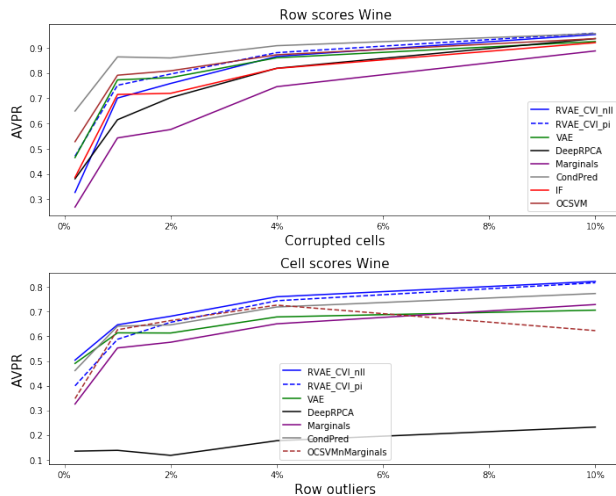 Row scores Wine
AVPR
0.9
0.8
0.7
0.6
0.5
0.4
0.3
RVAE_CVI_nll
RVAE_CVI_pi
VAE
DeepRPCA
Marginals
CondPred
IF
OCSVM
0% 2% 4% 6% 8% 10%
Corrupted cells
Cell scores Wine
AVPR
0.8
0.7
0.6
0.5
0.4
0.3
0.2
0.1
RVAE_CVI_nll
RVAE_CVI_pi
VAE
DeepRPCA
Marginals
CondPred
OCSVMnMarginals
0% 2% 4% 6% 8% 10%
Row outliers